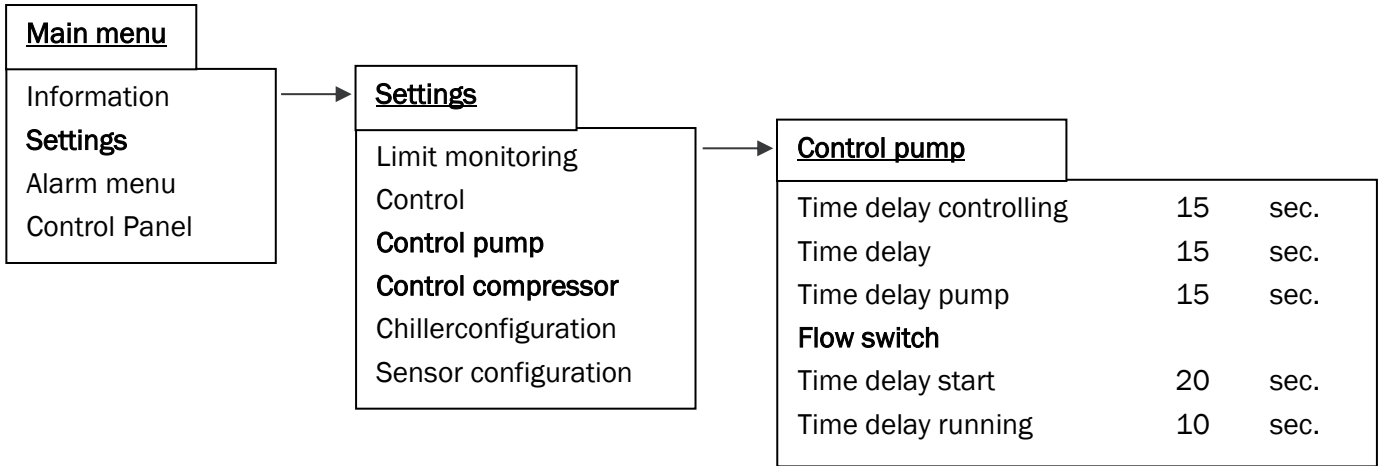 Main menu
Information
Settings
Alarm menu
Control Panel
Settings
Limit monitoring
Control
Control pump
Control compressor
Chillerconfiguration
Sensor configuration
Control pump
Time delay controlling 15 sec.
Time delay 15 sec.
Time delay pump 15 sec.
Flow switch
Time delay start 20 sec.
Time delay running 10 sec.